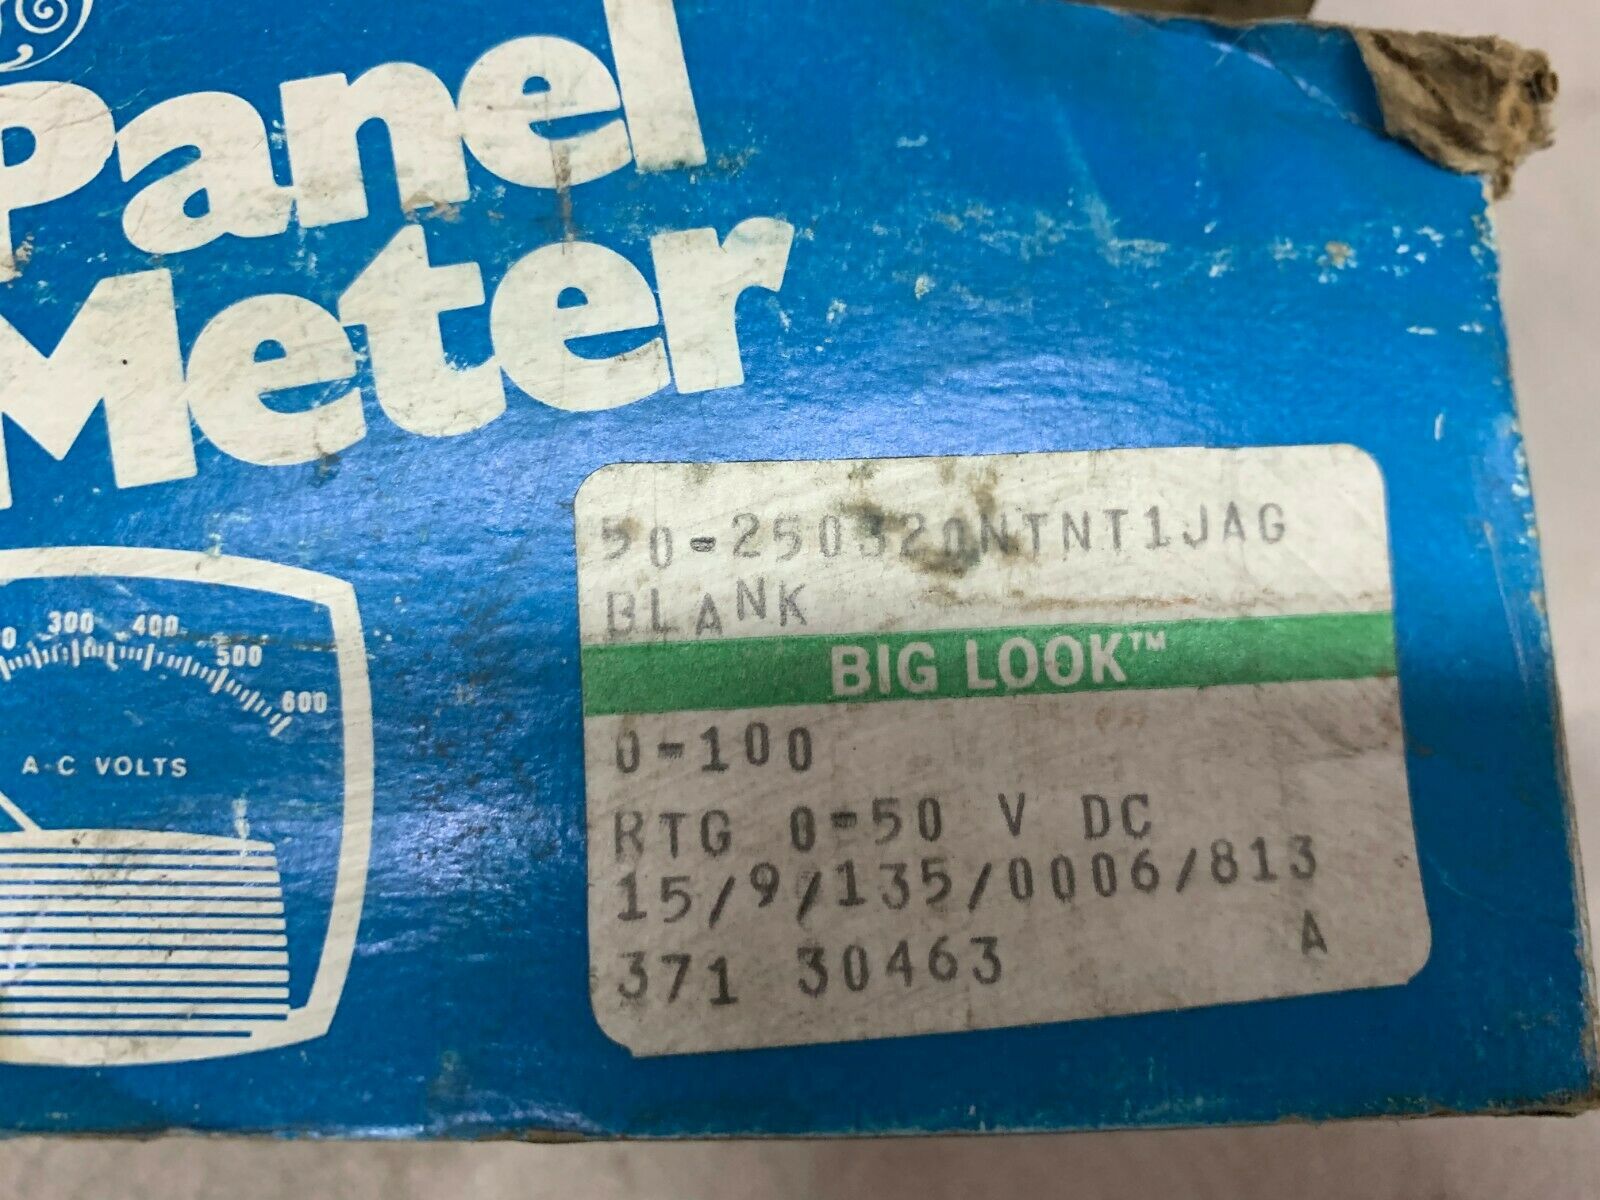 Panel
Meter
300 400
500
600
A-C VOLTS
50-250320NTNT1JAG
BLANK
BIG LOOK™
0-100
RTG 0-50 V DC
15/9/135/0006/813
371 30463 A